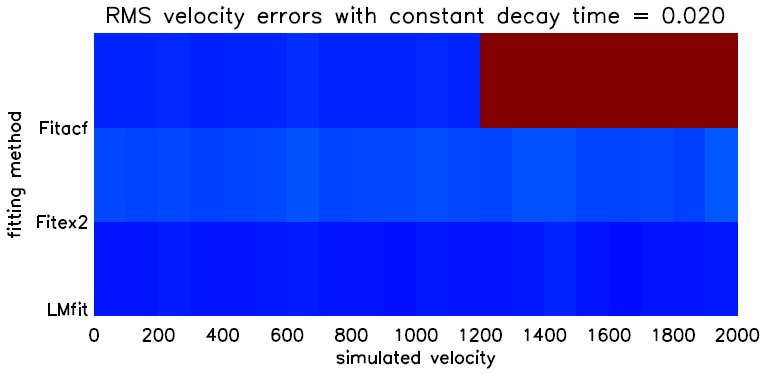 RMS velocity errors with constant decay time = 0.020
fitting method
Fitacf
Fitex2
LMfit
0 200 400 600 800 1000 1200 1400 1600 1800 2000
simulated velocity